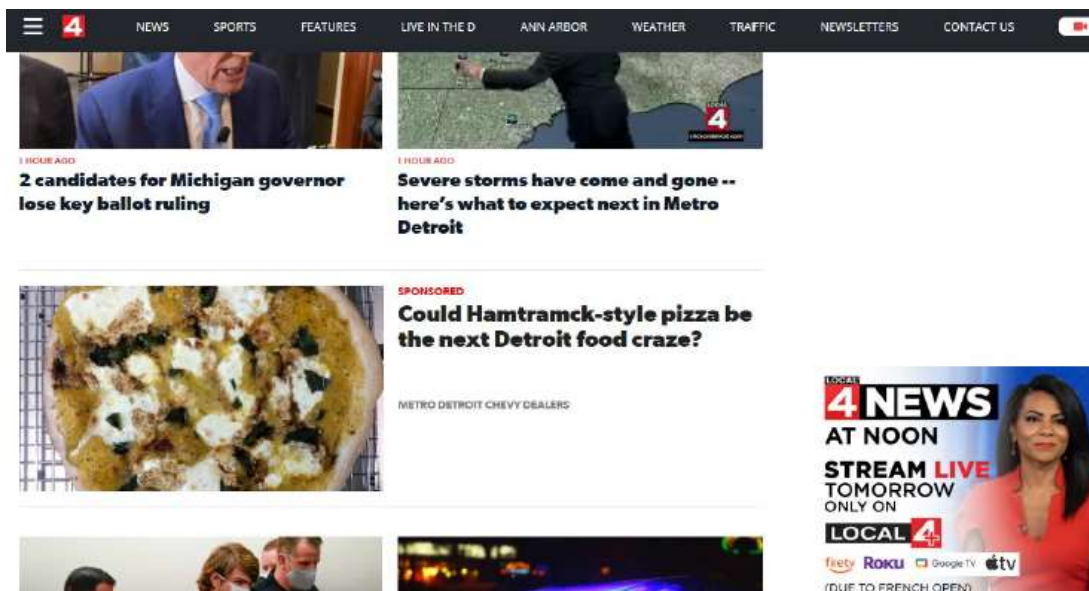 4 NEWS SPORTS FEATURES LIVE IN THE D ANN ARBOR WEATHER TRAFFIC NEWSLETTERS CONTACT US
LOCAL
4
1 HOUR AGO
2 candidates for Michigan governor
lose key ballot ruling
1 HOUR AGO
Severe storms have come and gone --
here's what to expect next in Metro
Detroit
SPONSORED
Could Hamtramck-style pizza be
the next Detroit food craze?
METRO DETROIT CHEVY DEALERS
LOCAL
4 NEWS
AT NOON
STREAM LIVE
TOMORROW
ONLY ON
LOCAL 4+
firetv Roku Google TV tv
(DUE TO FRENCH OPEN)